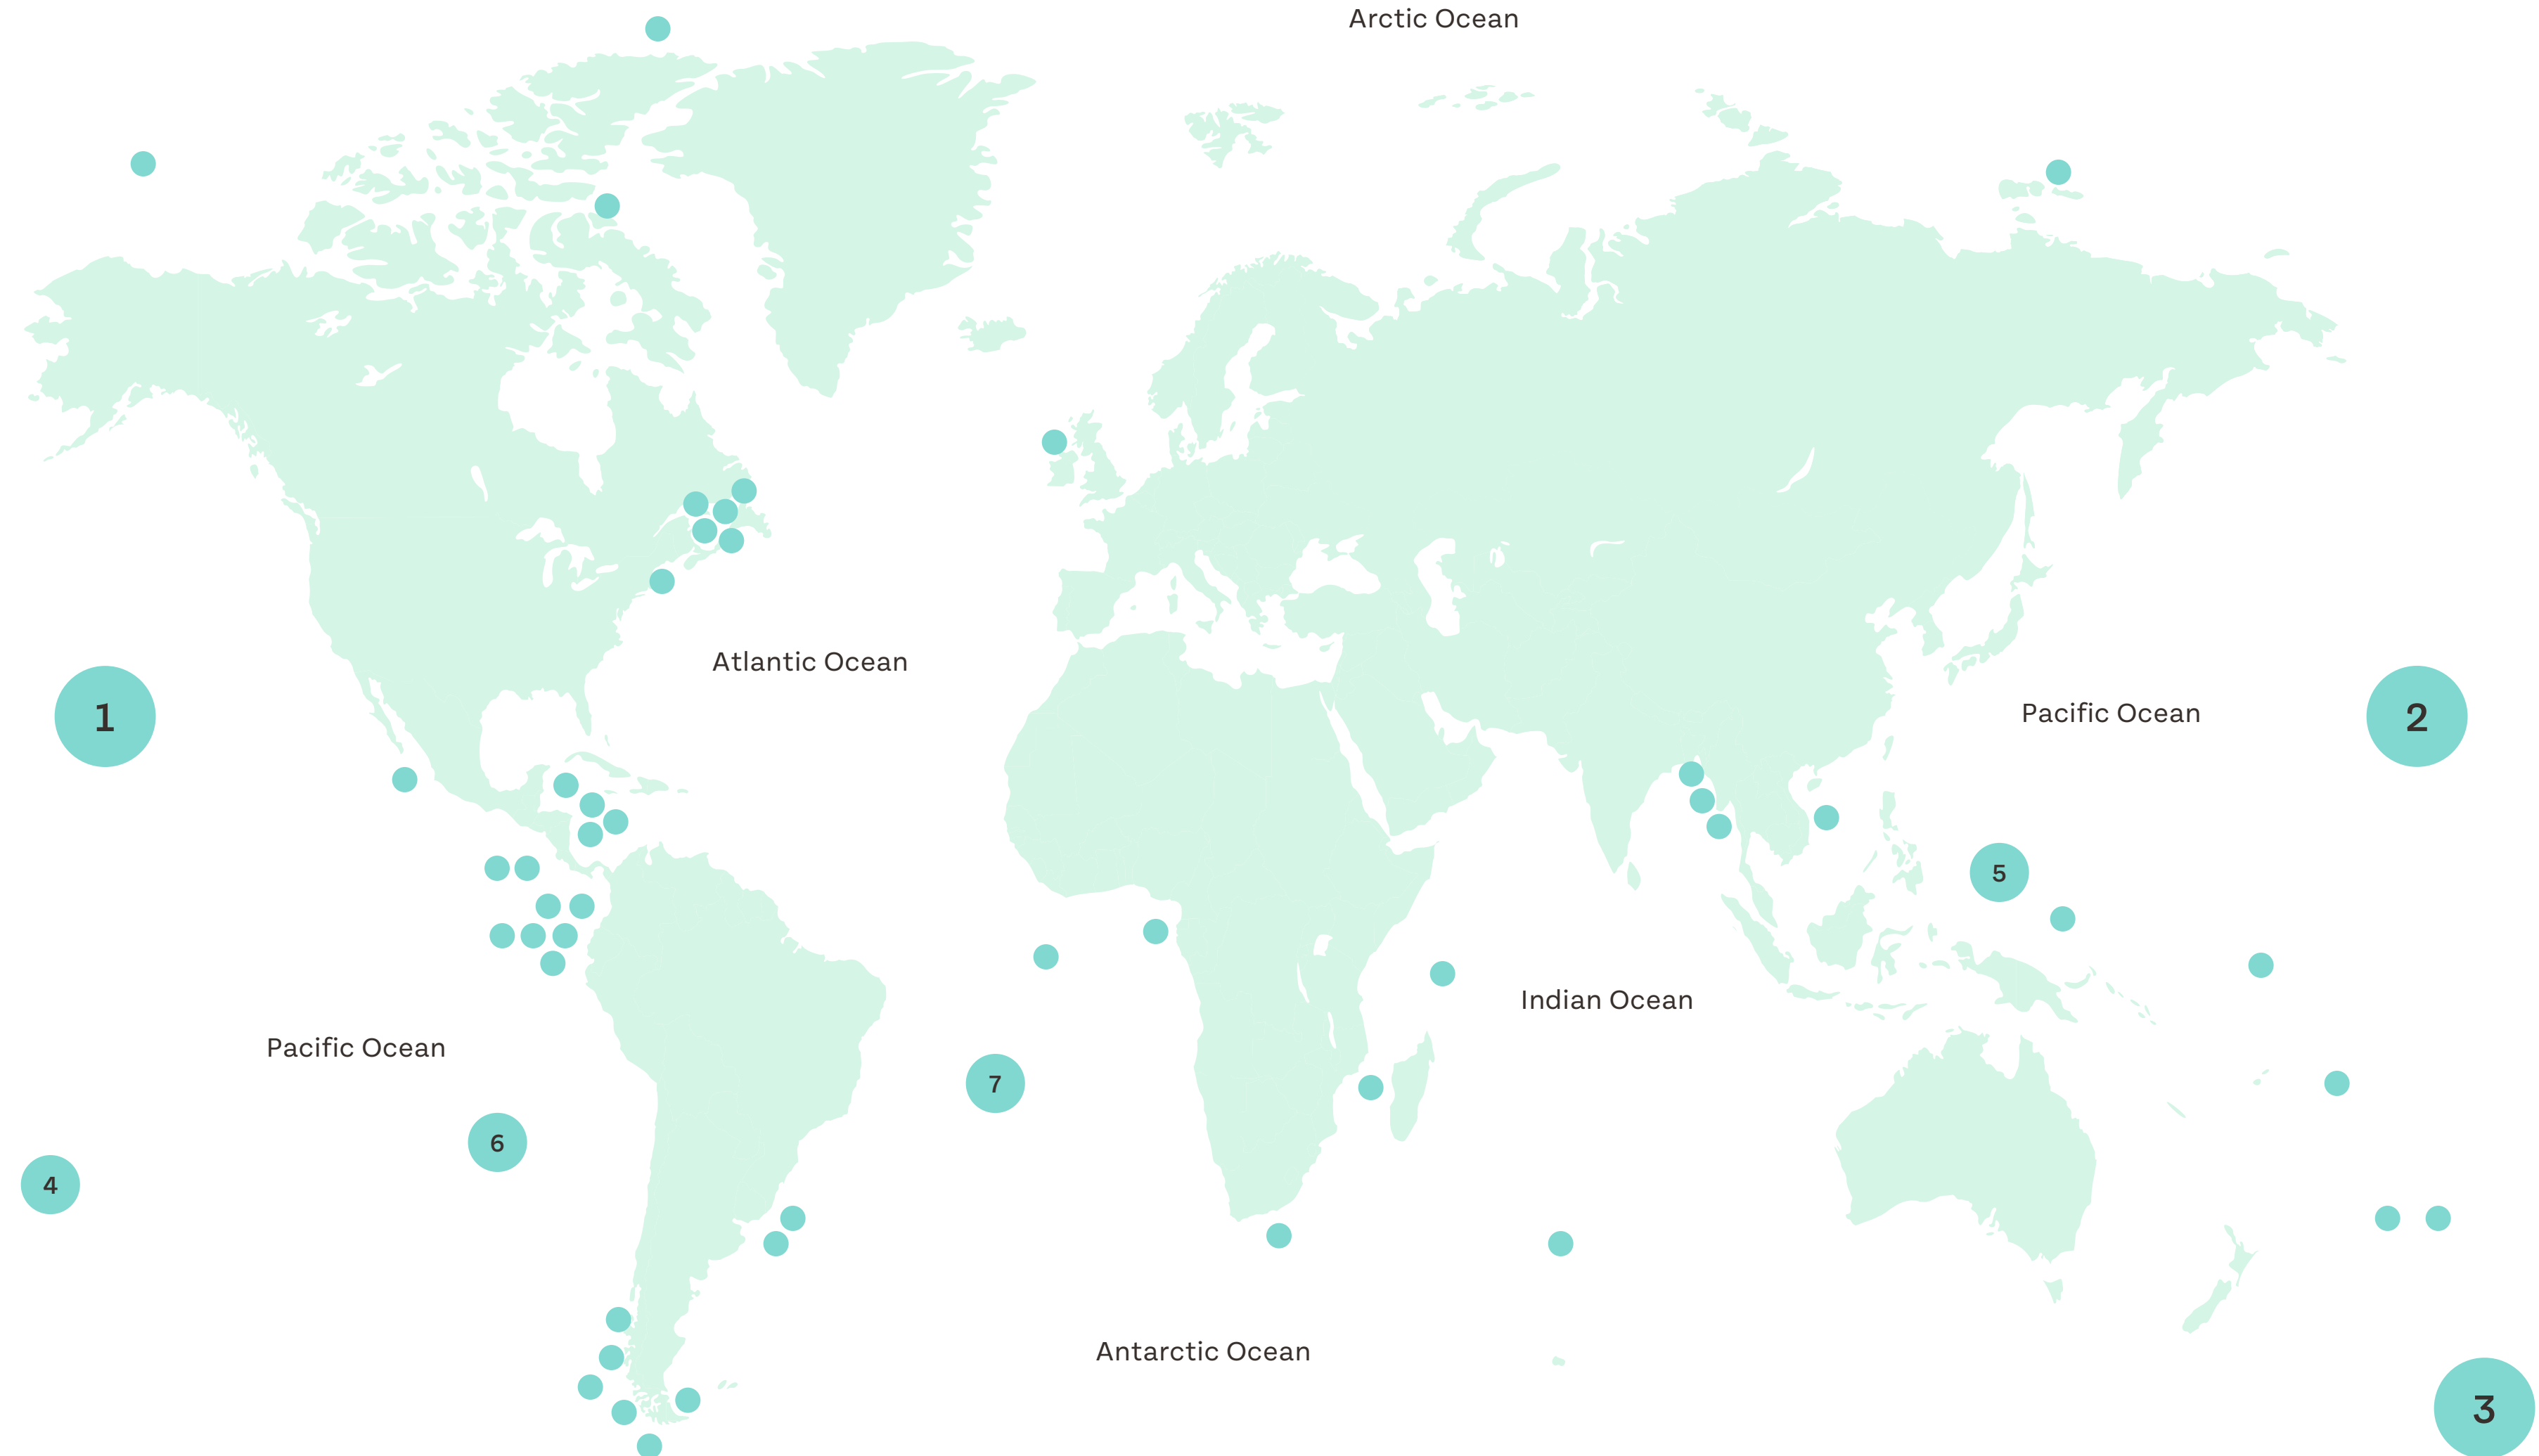 Arctic Ocean
Atlantic Ocean
1
Pacific Ocean
2
5
Indian Ocean
Pacific Ocean
7
6
4
Antarctic Ocean
3